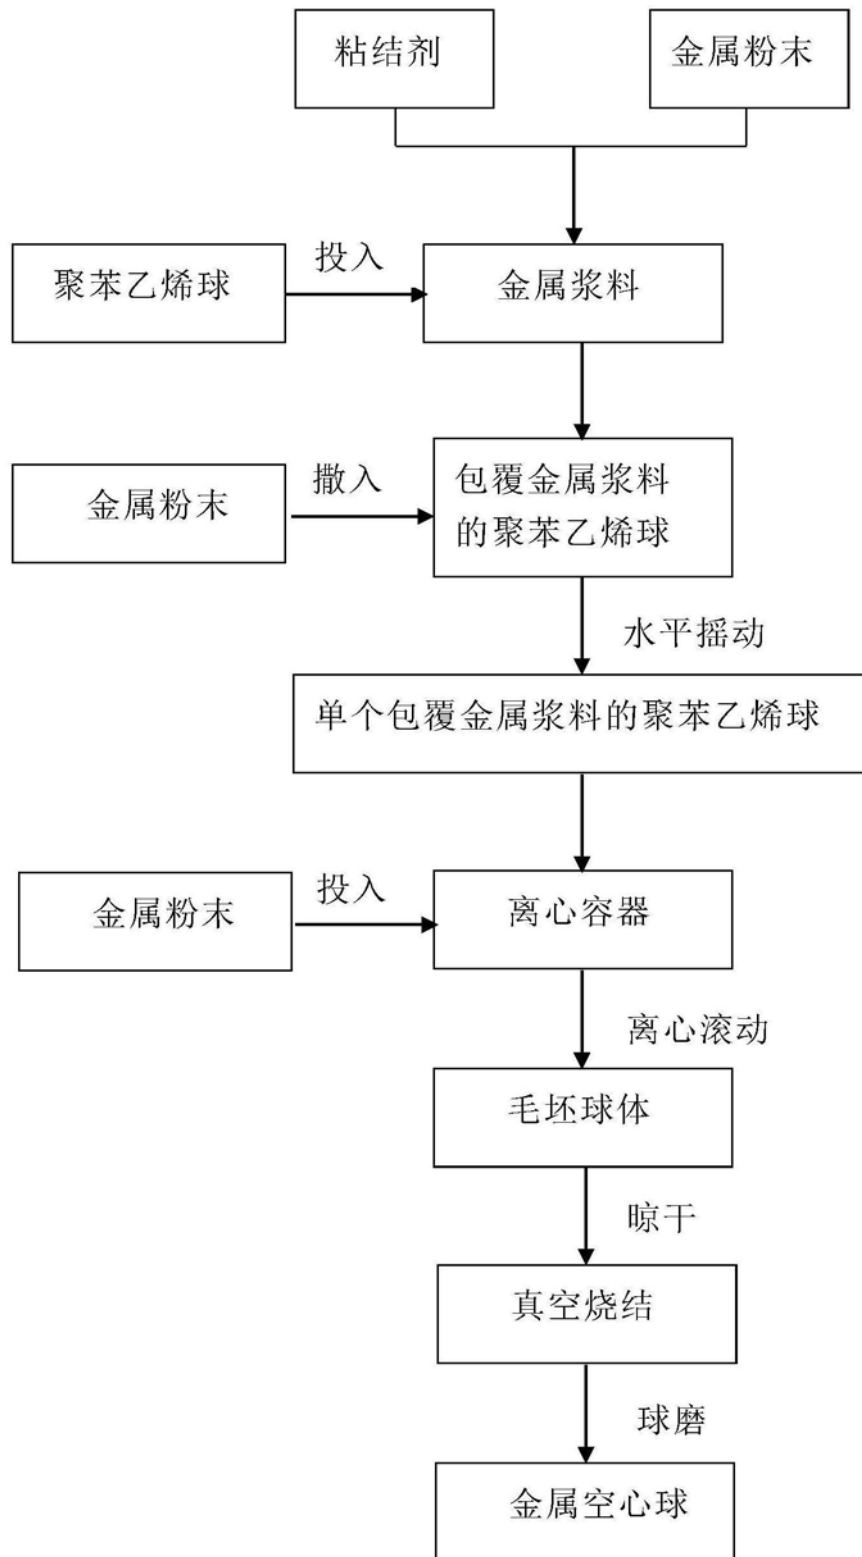 粘结剂
金属粉末
聚苯乙烯球
投入
金属浆料
金属粉末
撒入
包覆金属浆料
的聚苯乙烯球
水平摇动
单个包覆金属浆料的聚苯乙烯球
金属粉末
投入
离心容器
离心滚动
毛坯球体
晾干
真空烧结
球磨
金属空心球